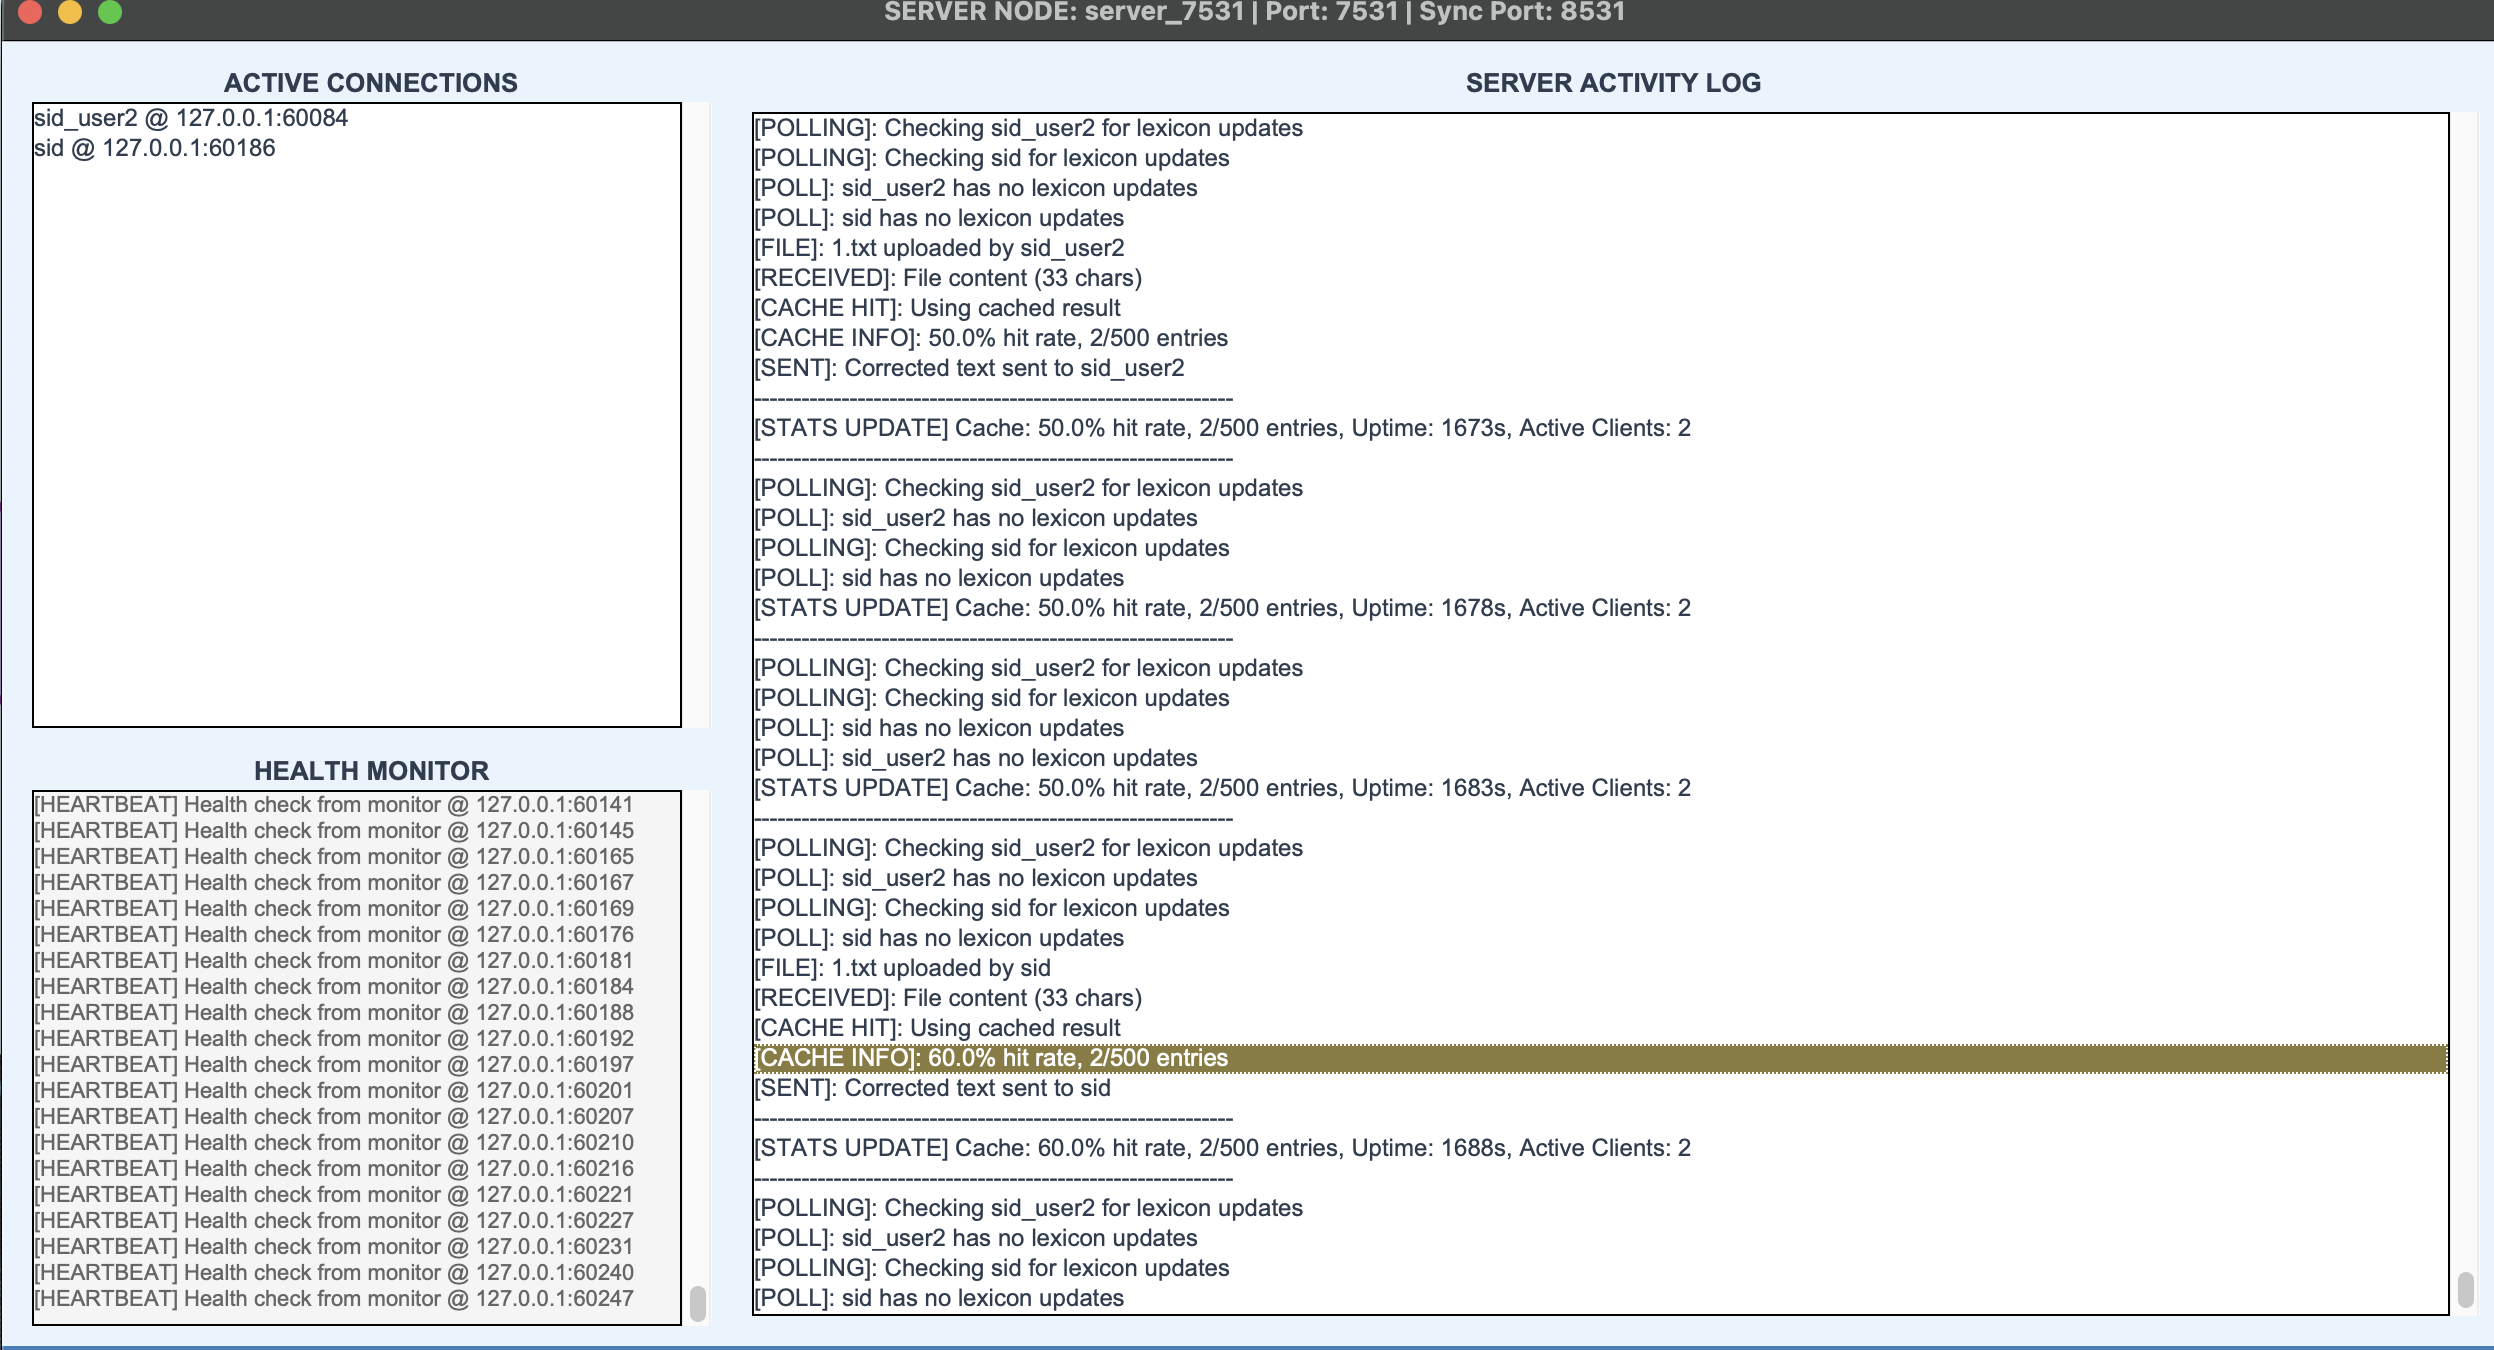 SERVER NODE: server_7531 | Port: 7531 | Sync Port: 8531
ACTIVE CONNECTIONS
sid_user2 @ 127.0.0.1:60084
sid @ 127.0.0.1:60186
HEALTH MONITOR
[HEARTBEAT] Health check from monitor @ 127.0.0.1:60141
[HEARTBEAT] Health check from monitor @ 127.0.0.1:60145
[HEARTBEAT] Health check from monitor @ 127.0.0.1:60165
[HEARTBEAT] Health check from monitor @ 127.0.0.1:60167
[HEARTBEAT] Health check from monitor @ 127.0.0.1:60169
[HEARTBEAT] Health check from monitor @ 127.0.0.1:60176
[HEARTBEAT] Health check from monitor @ 127.0.0.1:60181
[HEARTBEAT] Health check from monitor @ 127.0.0.1:60184
[HEARTBEAT] Health check from monitor @ 127.0.0.1:60188
[HEARTBEAT] Health check from monitor @ 127.0.0.1:60192
[HEARTBEAT] Health check from monitor @ 127.0.0.1:60197
[HEARTBEAT] Health check from monitor @ 127.0.0.1:60201
[HEARTBEAT] Health check from monitor @ 127.0.0.1:60207
[HEARTBEAT] Health check from monitor @ 127.0.0.1:60210
[HEARTBEAT] Health check from monitor @ 127.0.0.1:60216
[HEARTBEAT] Health check from monitor @ 127.0.0.1:60221
[HEARTBEAT] Health check from monitor @ 127.0.0.1:60227
[HEARTBEAT] Health check from monitor @ 127.0.0.1:60231
[HEARTBEAT] Health check from monitor @ 127.0.0.1:60240
[HEARTBEAT] Health check from monitor @ 127.0.0.1:60247
SERVER ACTIVITY LOG
[POLLING]: Checking sid_user2 for lexicon updates
[POLLING]: Checking sid for lexicon updates
[POLL]: sid_user2 has no lexicon updates
[POLL]: sid has no lexicon updates
[FILE]: 1.txt uploaded by sid_user2
[RECEIVED]: File content (33 chars)
[CACHE HIT]: Using cached result
[CACHE INFO]: 50.0% hit rate, 2/500 entries
[SENT]: Corrected text sent to sid_user2
------------------------------------------------------------
[STATS UPDATE] Cache: 50.0% hit rate, 2/500 entries, Uptime: 1673s, Active Clients: 2
------------------------------------------------------------
[POLLING]: Checking sid_user2 for lexicon updates
[POLL]: sid_user2 has no lexicon updates
[POLLING]: Checking sid for lexicon updates
[POLL]: sid has no lexicon updates
[STATS UPDATE] Cache: 50.0% hit rate, 2/500 entries, Uptime: 1678s, Active Clients: 2
------------------------------------------------------------
[POLLING]: Checking sid_user2 for lexicon updates
[POLLING]: Checking sid for lexicon updates
[POLL]: sid has no lexicon updates
[POLL]: sid_user2 has no lexicon updates
[STATS UPDATE] Cache: 50.0% hit rate, 2/500 entries, Uptime: 1683s, Active Clients: 2
------------------------------------------------------------
[POLLING]: Checking sid_user2 for lexicon updates
[POLL]: sid_user2 has no lexicon updates
[POLLING]: Checking sid for lexicon updates
[POLL]: sid has no lexicon updates
[FILE]: 1.txt uploaded by sid
[RECEIVED]: File content (33 chars)
[CACHE HIT]: Using cached result
[CACHE INFO]: 60.0% hit rate, 2/500 entries
[SENT]: Corrected text sent to sid
------------------------------------------------------------
[STATS UPDATE] Cache: 60.0% hit rate, 2/500 entries, Uptime: 1688s, Active Clients: 2
------------------------------------------------------------
[POLLING]: Checking sid_user2 for lexicon updates
[POLL]: sid_user2 has no lexicon updates
[POLLING]: Checking sid for lexicon updates
[POLL]: sid has no lexicon updates